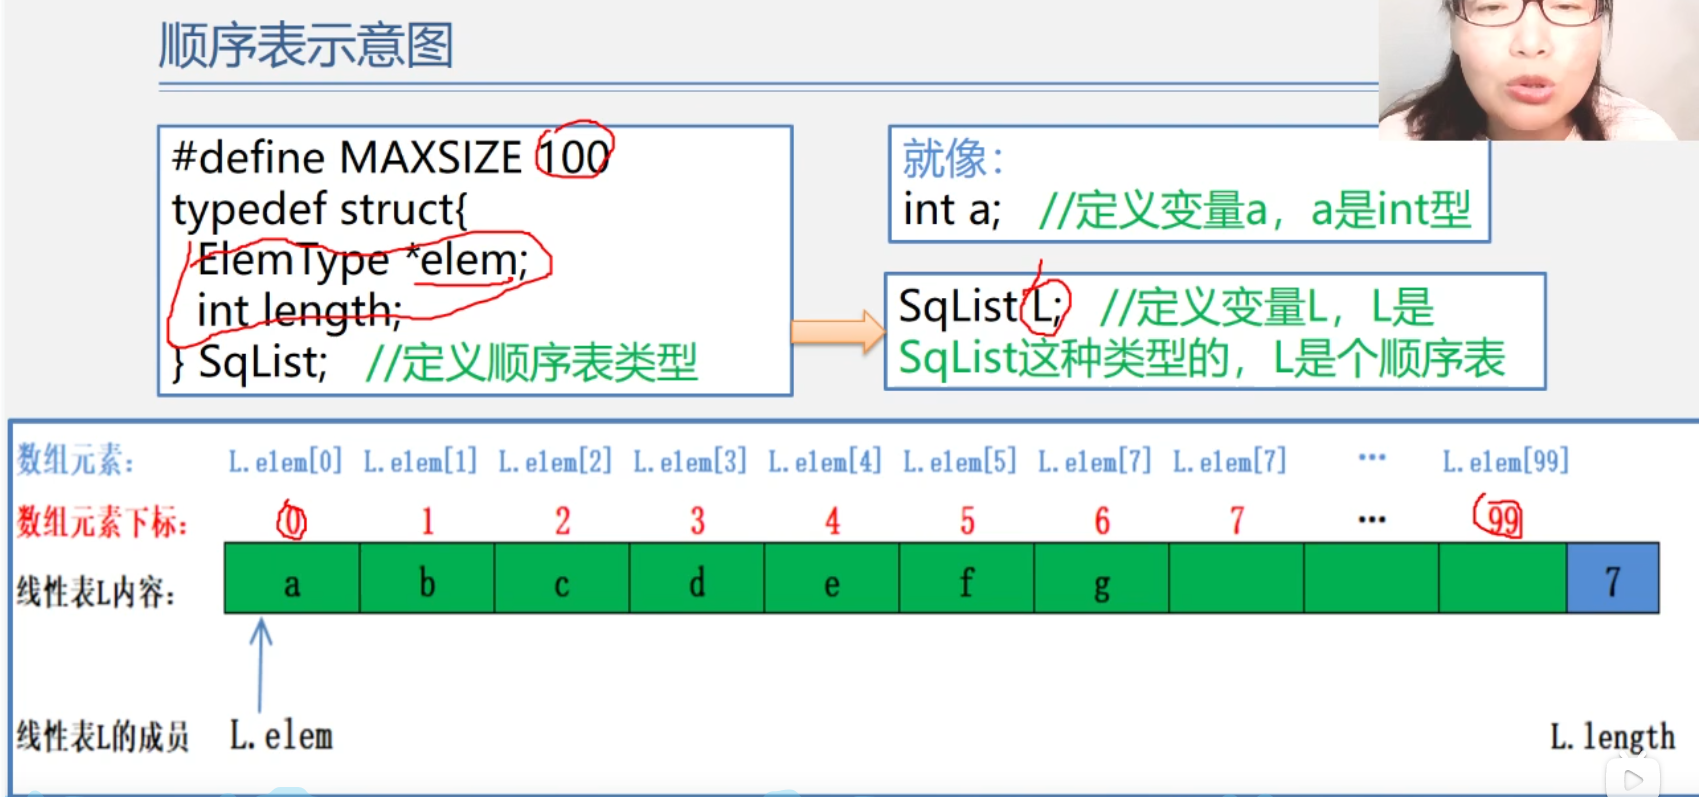 顺序表示意图
#define MAXSIZE 100
typedef struct{
ElemType *elem;
int length;
} SqList; //定义顺序表类型
就像：
int a; //定义变量a，a是int型
SqList L; //定义变量L，L是
SqList这种类型的，L是个顺序表
数组元素： L.elem[0] L.elem[1] L.elem[2] L.elem[3] L.elem[4] L.elem[5] L.elem[7] L.elem[7] … L.elem[99]
数组元素下标： 0 1 2 3 4 5 6 7 … 99
线性表L内容： a b c d e f g 7
线性表L的成员 L.elem L.length